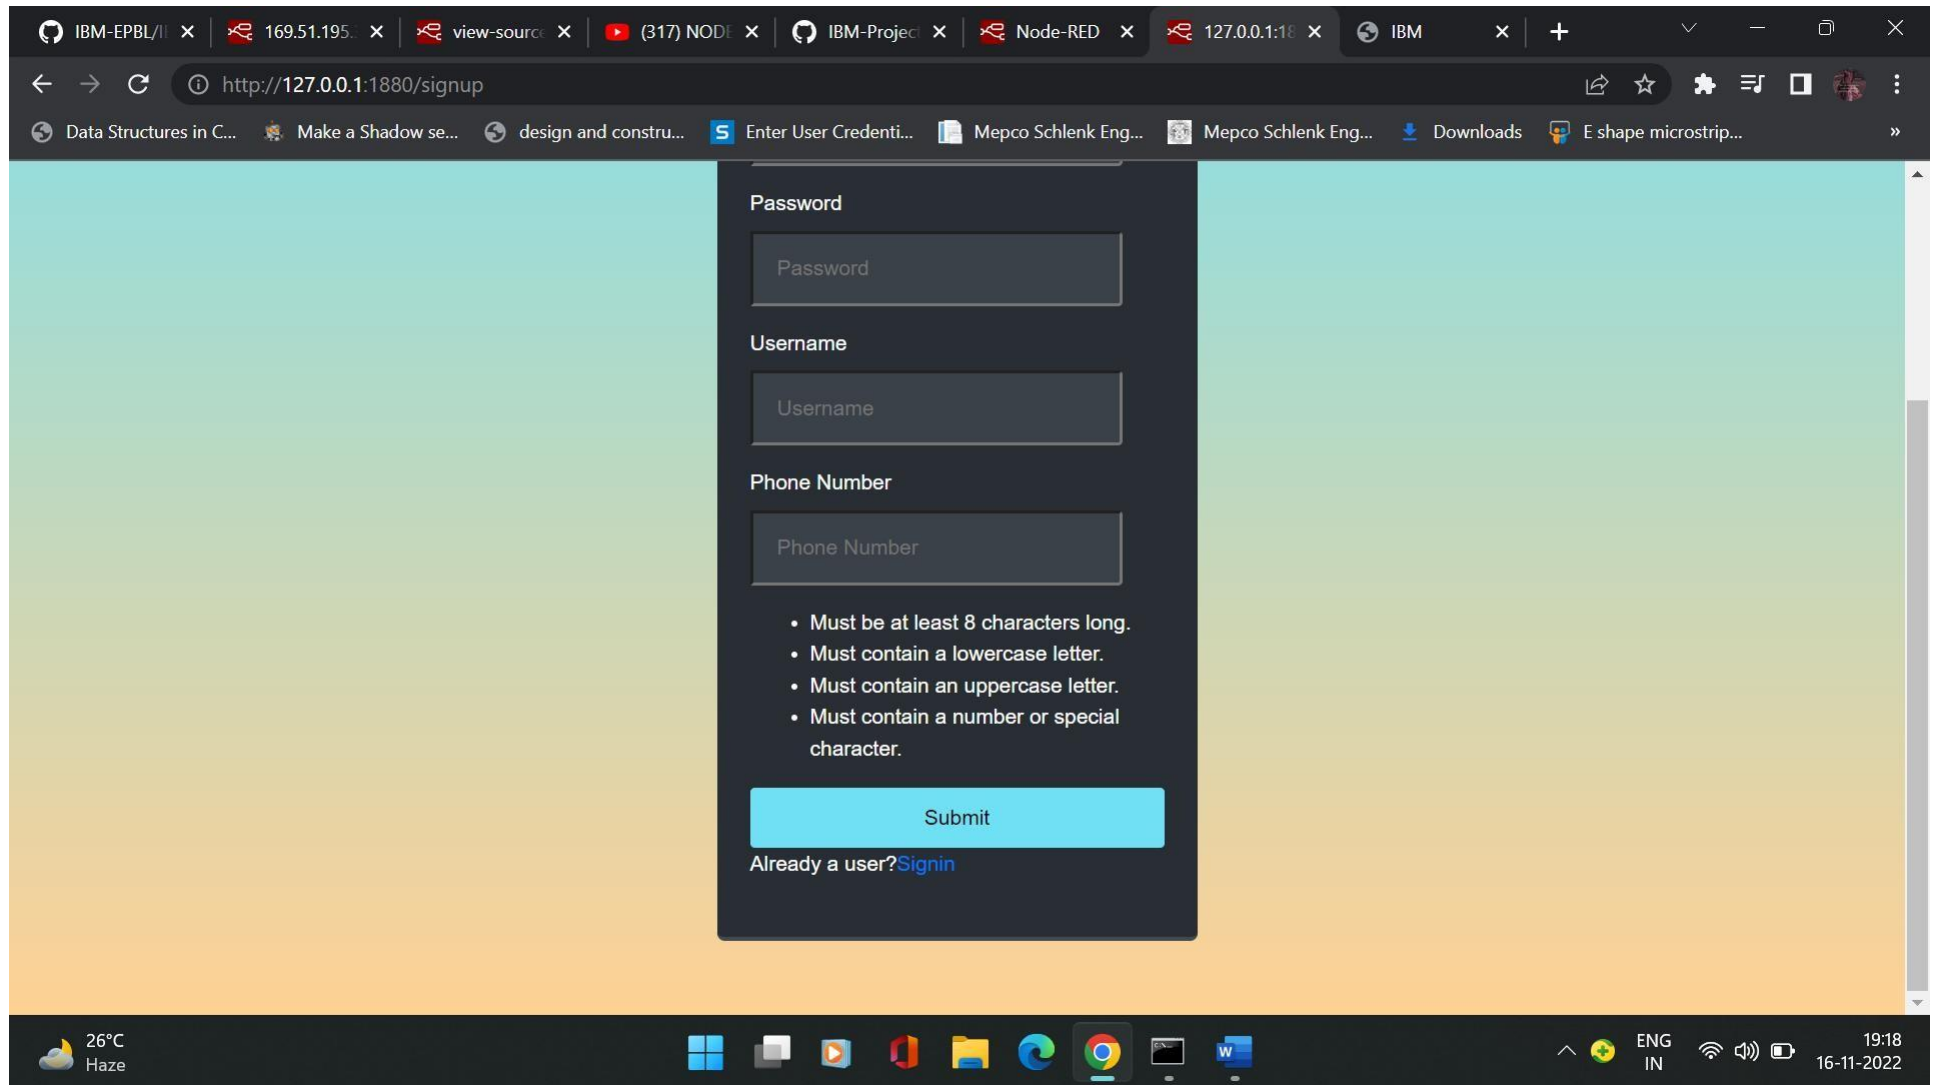 IBM-EPBL/I
169.51.195.
view-source
(317) NODE
IBM-Project
Node-RED
127.0.0.1:18
IBM
http://127.0.0.1:1880/signup
Data Structures in C...
Make a Shadow se...
design and constru...
Enter User Credenti...
Mepco Schlenk Eng...
Mepco Schlenk Eng...
Downloads
E shape microstrip...
Password
Password
Username
Username
Phone Number
Phone Number
• Must be at least 8 characters long.
• Must contain a lowercase letter.
• Must contain an uppercase letter.
• Must contain a number or special
character.
Submit
Already a user?Signin
26°C
Haze
ENG
IN
19:18
16-11-2022